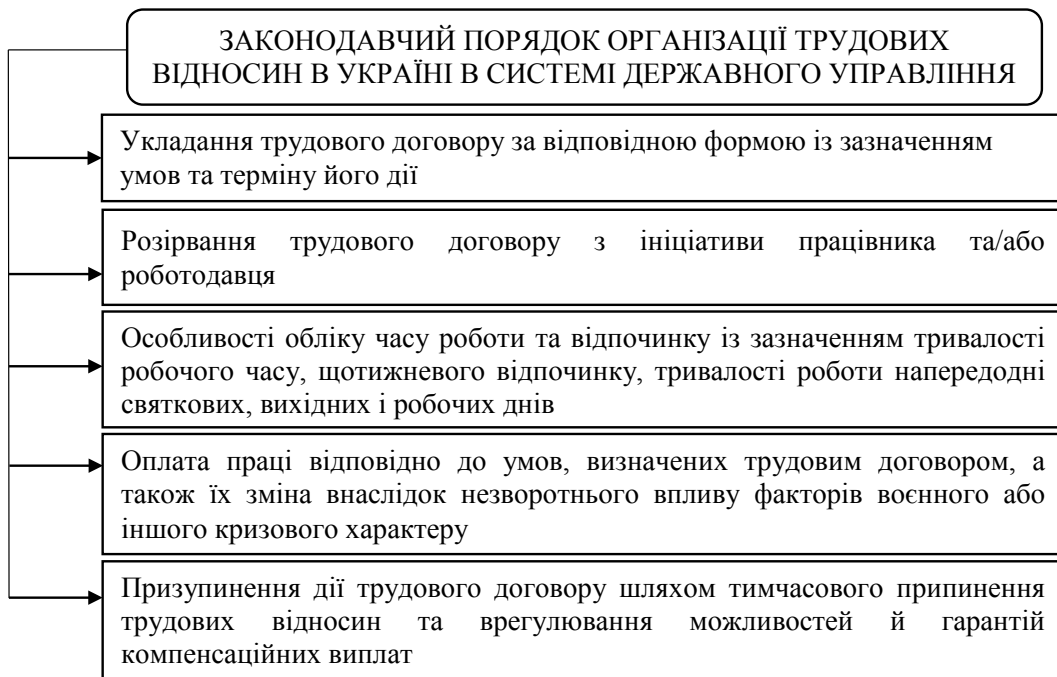 ЗАКОНОДАВЧИЙ ПОРЯДОК ОРГАНІЗАЦІЇ ТРУДОВИХ
ВІДНОСИН В УКРАЇНІ В СИСТЕМІ ДЕРЖАВНОГО УПРАВЛІННЯ
Укладання трудового договору за відповідною формою із зазначенням
умов та терміну його дії
Розірвання трудового договору з ініціативи працівника та/або
роботодавця
Особливості обліку часу роботи та відпочинку із зазначенням тривалості
робочого часу, щотижневого відпочинку, тривалості роботи напередодні
святкових, вихідних і робочих днів
Оплата праці відповідно до умов, визначених трудовим договором, а
також їх зміна внаслідок незворотнього впливу факторів воєнного або
іншого кризового характеру
Призупинення дії трудового договору шляхом тимчасового припинення
трудових відносин та врегулювання можливостей й гарантій
компенсаційних виплат